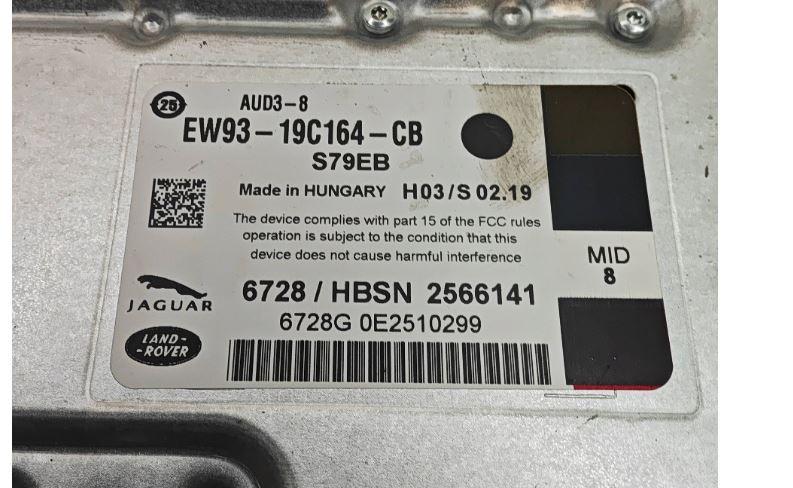 25
AUD3-8
EW93-19C164-CB
S79EB
Made in HUNGARY H03/S 02.19
The device complies with part 15 of the FCC rules
operation is subject to the condition that this
device does not cause harmful interference
MID
8
JAGUAR
6728 / HBSN 2566141
6728G 0E2510299
LAND-
-ROVER